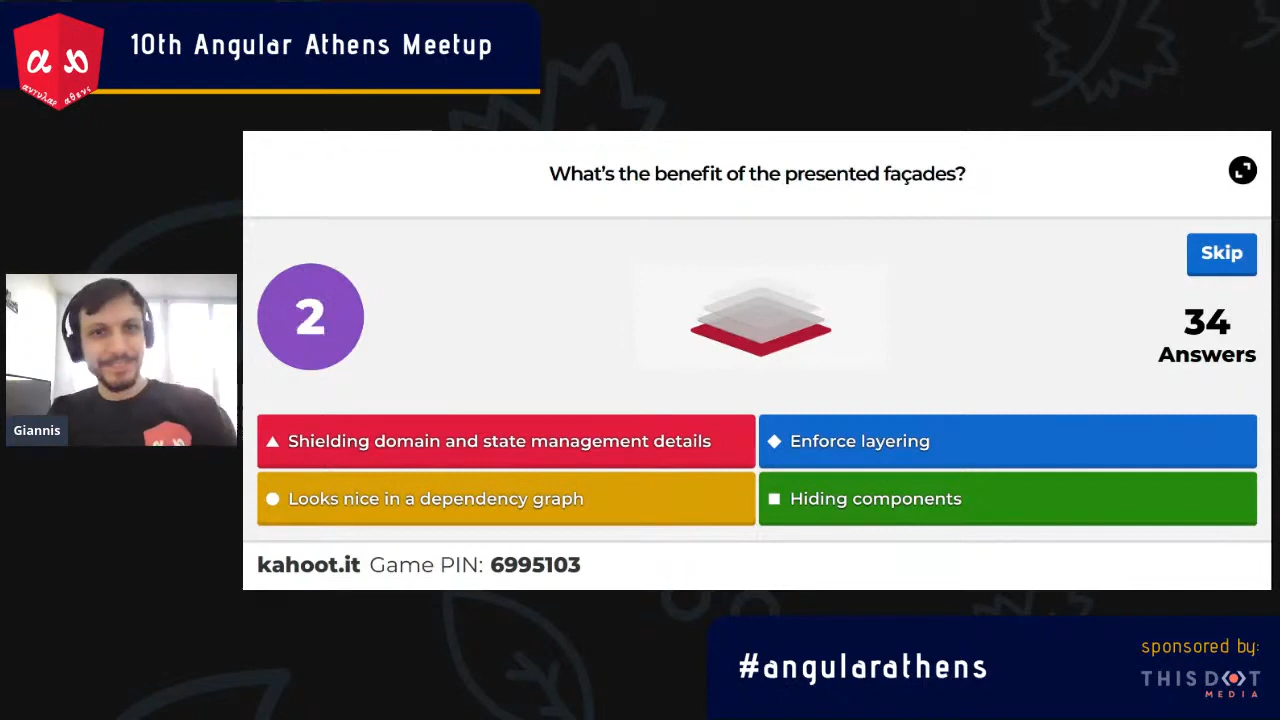 10th Angular Athens Meetup
What's the benefit of the presented façades?
Skip
2
34
Answers
Giannis
Shielding domain and state management details
Enforce layering
Looks nice in a dependency graph
Hiding components
kahoot.it Game PIN: 6995103
#angularathens
sponsored by:
THIS DOT
MEDIA